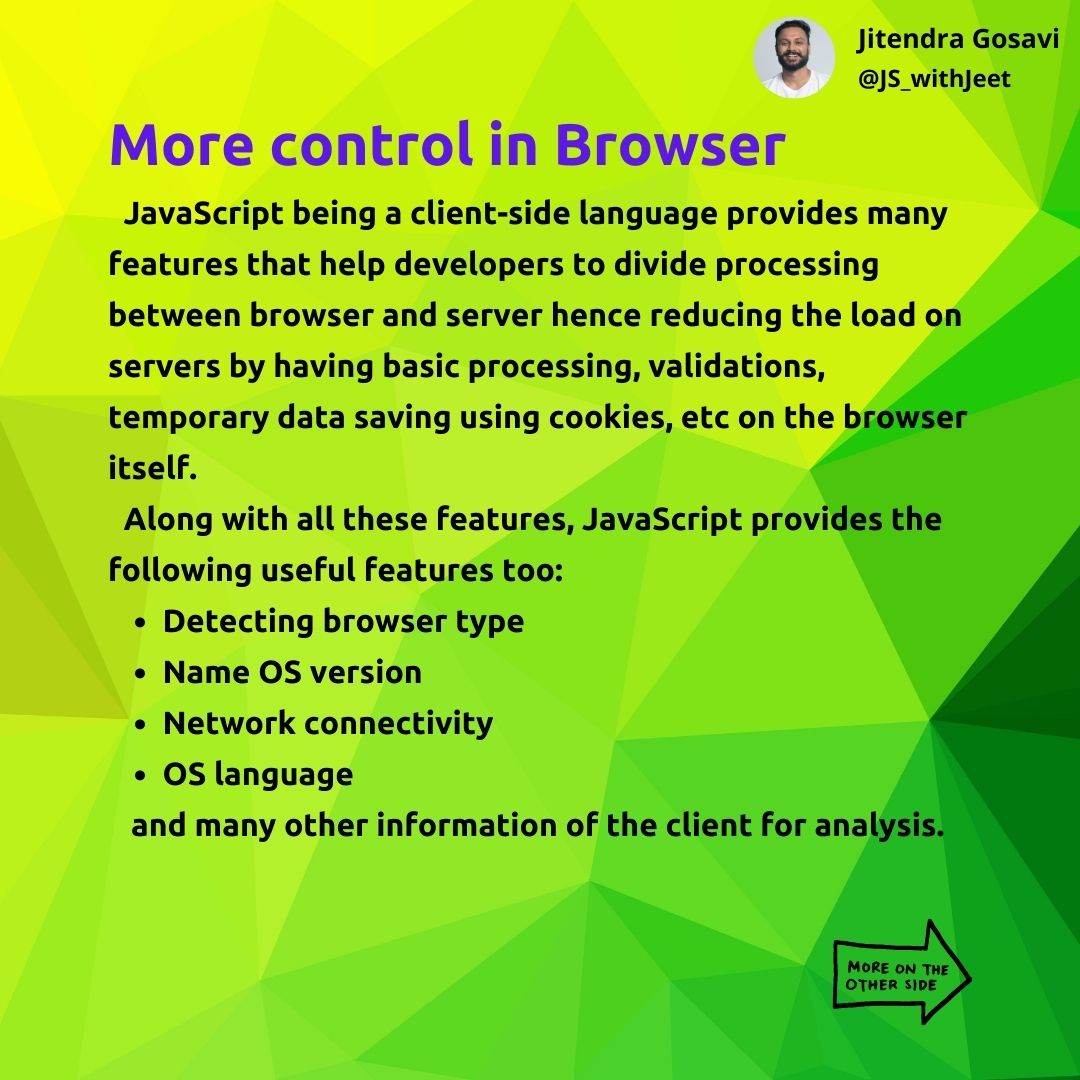 Jitendra Gosavi
@JS_withJeet
More control in Browser
JavaScript being a client-side language provides many
features that help developers to divide processing
between browser and server hence reducing the load on
servers by having basic processing, validations,
temporary data saving using cookies, etc on the browser
itself.
Along with all these features, JavaScript provides the
following useful features too:
• Detecting browser type
• Name OS version
• Network connectivity
• OS language
and many other information of the client for analysis.
MORE ON THE
OTHER SIDE